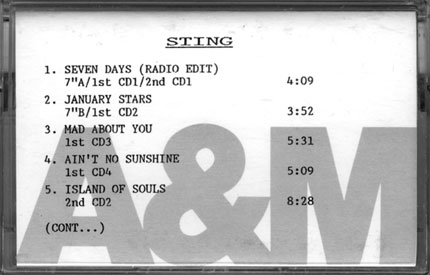 STING
1. SEVEN DAYS (RADIO EDIT)
7"A/1st CD1/2nd CD1 4:09
2. JANUARY STARS
7"B/1st CD2 3:52
3. MAD ABOUT YOU
1st CD3 5:31
4. AIN'T NO SUNSHINE
1st CD4 5:09
5. ISLAND OF SOULS
2nd CD2 8:28
(CONT...)
A&M